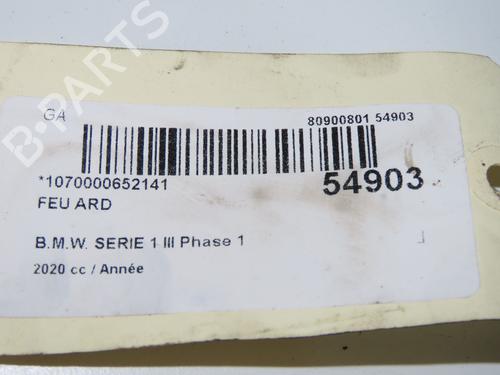 GA
80900801 54903
*1070000652141
54903
FEU ARD
B.M.W. SERIE 1 III Phase 1
2020 cc / Année
B-PARTS